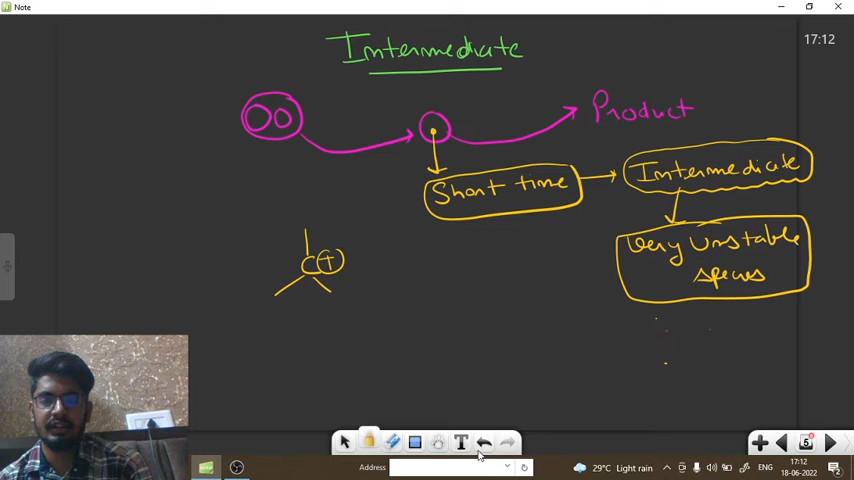 Note
17:12
Intermediate
Product
Short time
Intermediate
Very Unstable
species
C+
T
5
Address
29°C Light rain
ENG
17:12
18-06-2022
2